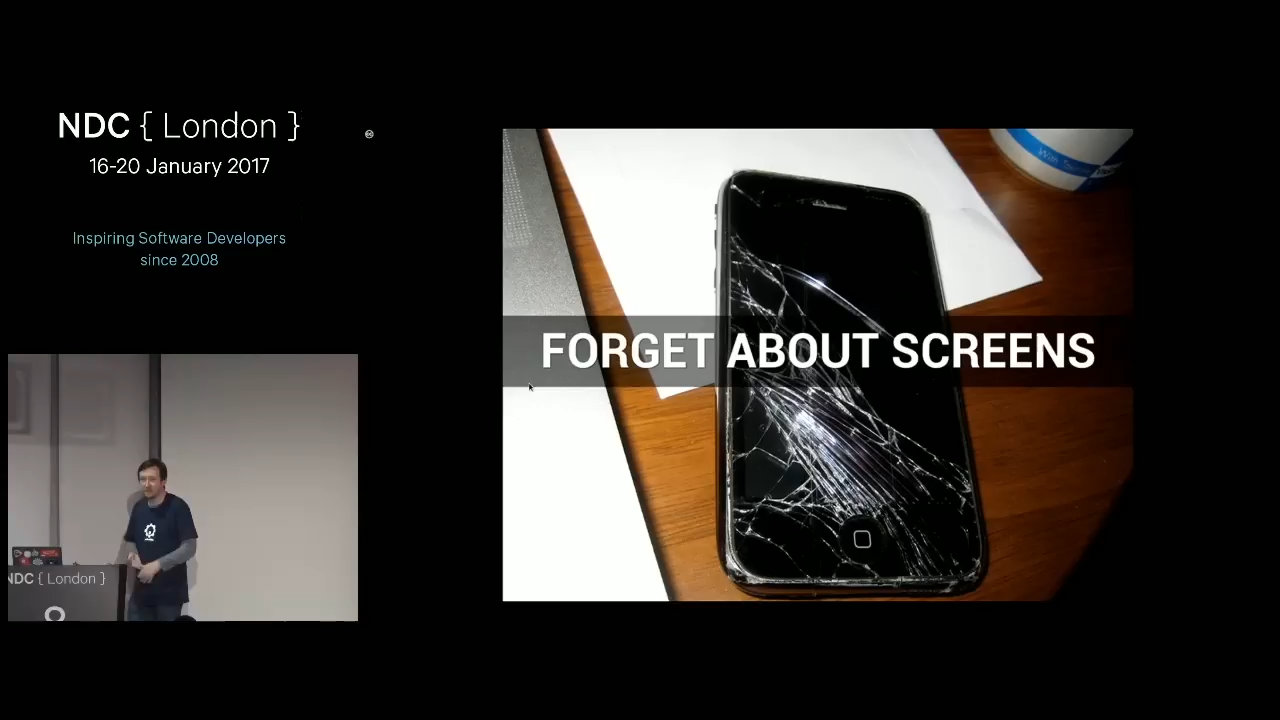 NDC { London }
16-20 January 2017
Inspiring Software Developers
since 2008
FORGET ABOUT SCREENS
NDC { London }